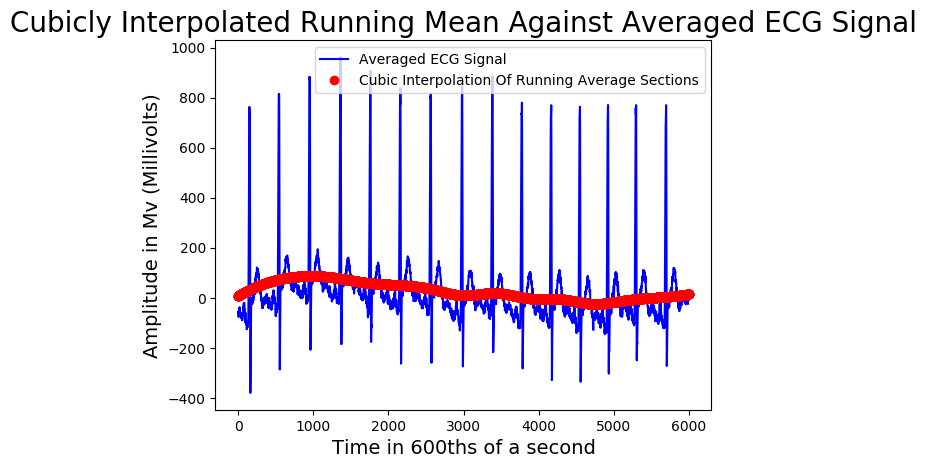 Cubicly Interpolated Running Mean Against Averaged ECG Signal
Averaged ECG Signal
Cubic Interpolation Of Running Average Sections
Amplitude in Mv (Millivolts)
1000
800
600
400
200
0
−200
−400
0 1000 2000 3000 4000 5000 6000
Time in 600ths of a second